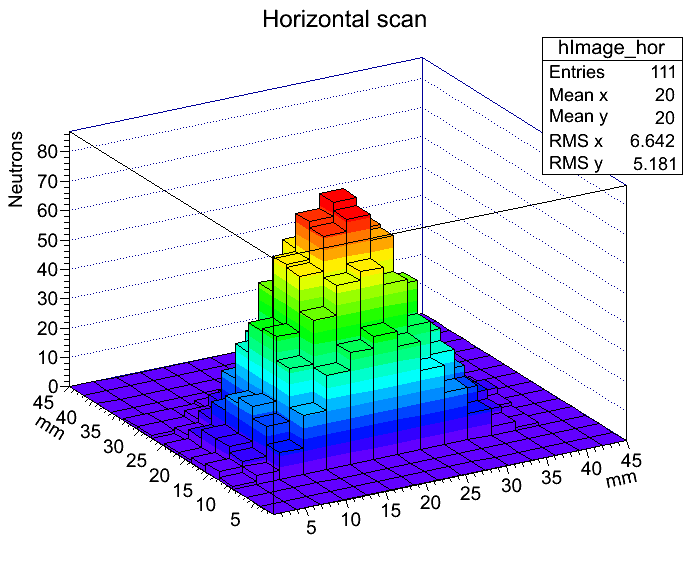 Horizontal scan
hImage_hor
Entries 111
Mean x 20
Mean y 20
RMS x 6.642
RMS y 5.181
Neutrons
80
70
60
50
40
30
20
10
0
45
40
35
30
25
20
15
10
5
mm
5
10
15
20
25
30
35
40
45
mm